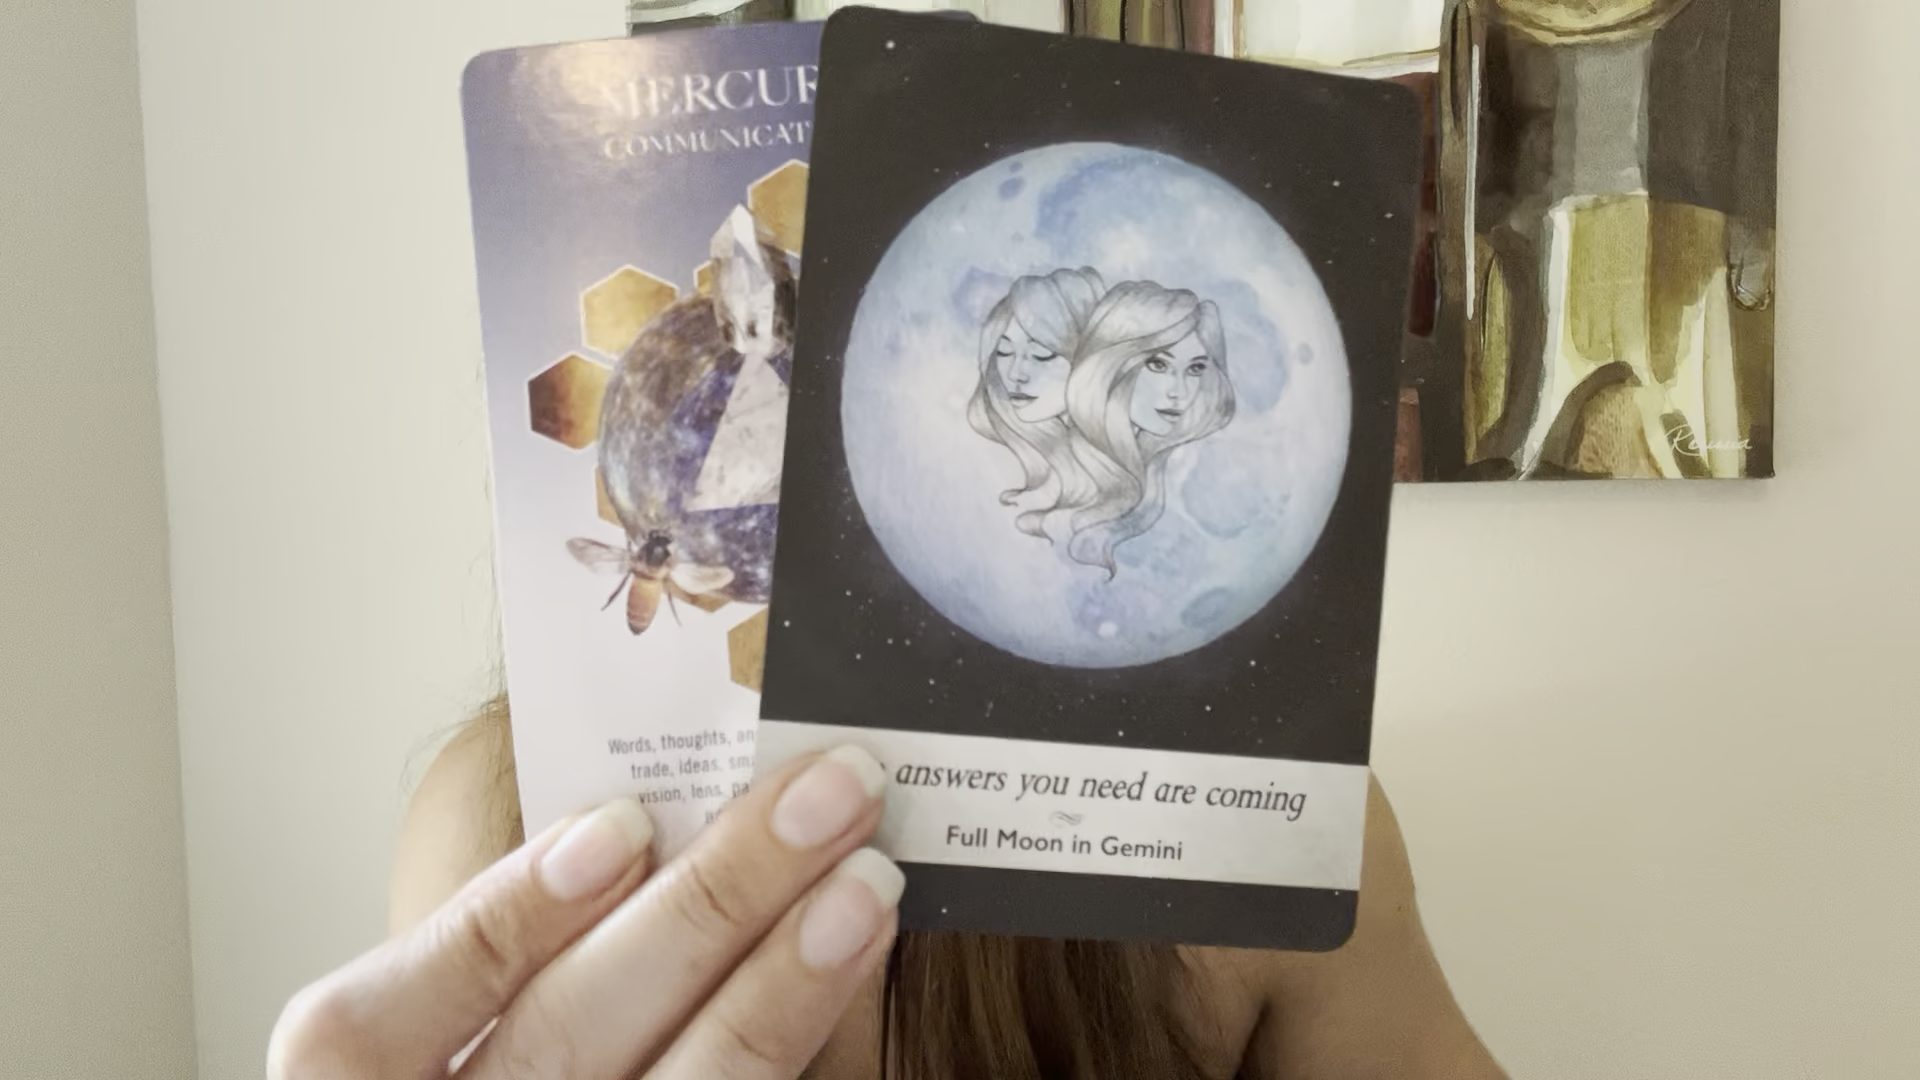 MERCUR
COMMUNICAT
Words, thoughts, an
trade, ideas, sma
vision, lens, pa
answers you need are coming
Full Moon in Gemini